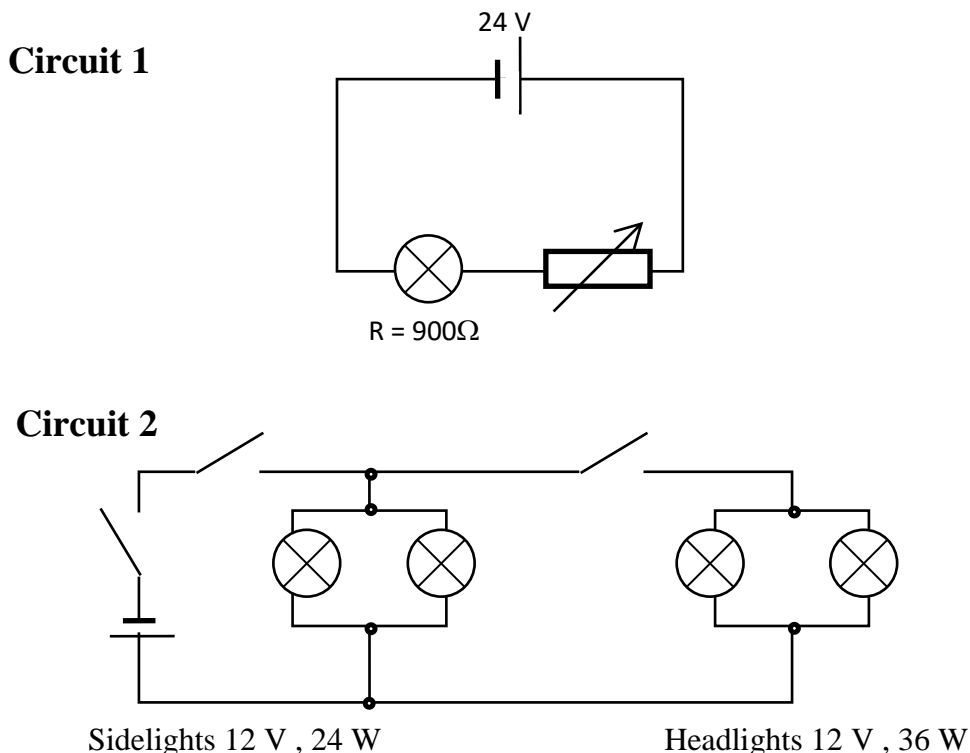 24 V
Circuit 1
R = 900Ω
Circuit 2
Sidelights 12 V , 24 W
Headlights 12 V , 36 W